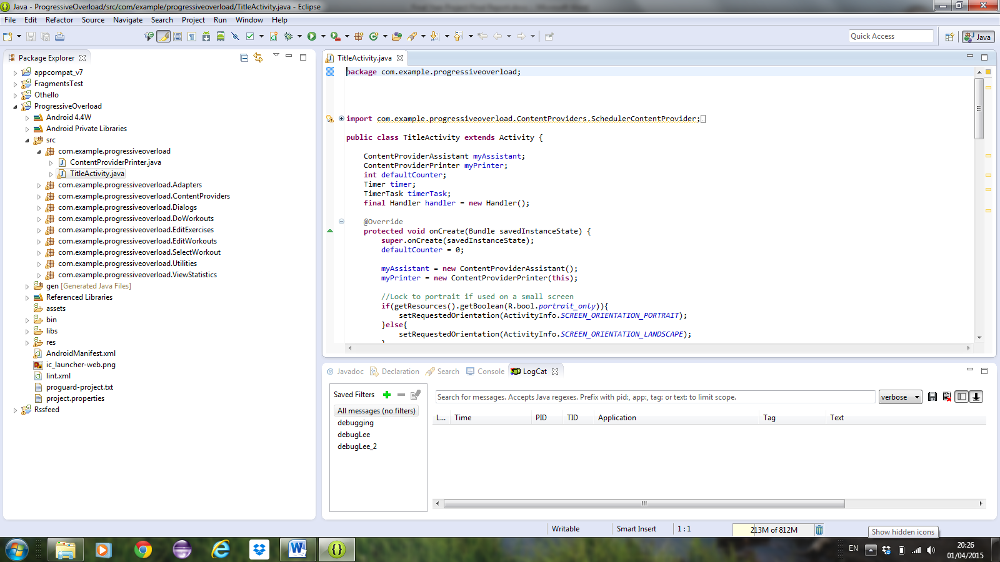 Java - ProgressiveOverload/src/com/example/progressiveoverload/TitleActivity.java - Eclipse
File Edit Refactor Source Navigate Search Project Run Window Help
Quick Access
Java
Package Explorer
appcompat_v7
FragmentsTest
Othello
ProgressiveOverload
Android 4.4W
Android Private Libraries
src
com.example.progressiveoverload
ContentProviderPrinter.java
TitleActivity.java
com.example.progressiveoverload.Adapters
com.example.progressiveoverload.ContentProviders
com.example.progressiveoverload.Dialogs
com.example.progressiveoverload.DoWorkouts
com.example.progressiveoverload.EditExercises
com.example.progressiveoverload.EditWorkouts
com.example.progressiveoverload.SelectWorkout
com.example.progressiveoverload.Utilities
com.example.progressiveoverload.ViewStatistics
gen [Generated Java Files]
Referenced Libraries
assets
bin
libs
res
AndroidManifest.xml
ic_launcher-web.png
lint.xml
proguard-project.txt
project.properties
Rssfeed
TitleActivity.java
package com.example.progressiveoverload;
import com.example.progressiveoverload.ContentProviders.SchedulerContentProvider;
public class TitleActivity extends Activity {
ContentProviderAssistant myAssistant;
ContentProviderPrinter myPrinter;
int defaultCounter;
Timer timer;
TimerTask timerTask;
final Handler handler = new Handler();
@Override
protected void onCreate(Bundle savedInstanceState) {
super.onCreate(savedInstanceState);
defaultCounter = 0;
myAssistant = new ContentProviderAssistant();
myPrinter = new ContentProviderPrinter(this);
//Lock to portrait if used on a small screen
if(getResources().getBoolean(R.bool.portrait_only)){
setRequestedOrientation(ActivityInfo.SCREEN_ORIENTATION_PORTRAIT);
}else{
setRequestedOrientation(ActivityInfo.SCREEN_ORIENTATION_LANDSCAPE);
@ Javadoc Declaration Search Console LogCat
Saved Filters
All messages (no filters)
debugging
debugLee
debugLee_2
Search for messages. Accepts Java regexes. Prefix with pid:, app:, tag: or text: to limit scope.
verbose
L... Time PID TID Application Tag Text
Writable Smart Insert 1 : 1 213M of 812M
Show hidden icons
EN
20:26
01/04/2015